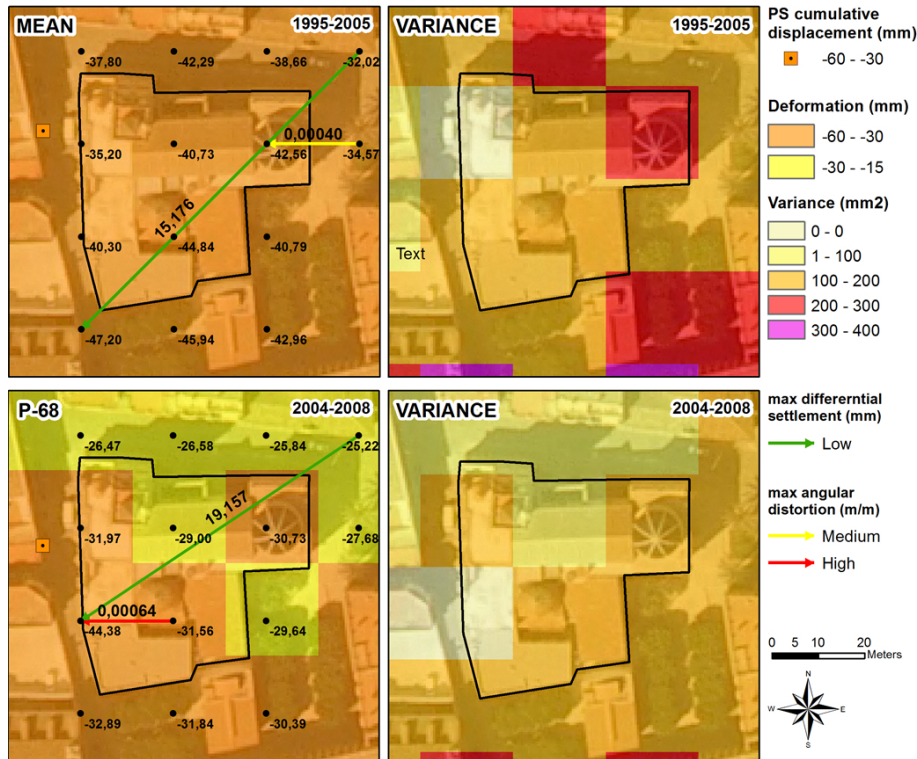 MEAN
1995-2005
-37,80
-42,29
-38,66
-32,02
0,00040
-35,20
-40,73
-42,56
-34,57
15,176
-40,30
-44,84
-40,79
-47,20
-45,94
-42,96
VARIANCE
1995-2005
Text
P-68
2004-2008
-26,47
-26,58
-25,84
-25,22
19,157
-31,97
-29,00
-30,73
-27,68
0,00064
-44,38
-31,56
-29,64
-32,89
-31,84
-30,39
VARIANCE
2004-2008
PS cumulative
displacement (mm)
-60 - -30
Deformation (mm)
-60 - -30
-30 - -15
Variance (mm2)
0 - 0
1 - 100
100 - 200
200 - 300
300 - 400
max differential
settlement (mm)
Low
max angular
distortion (m/m)
Medium
High
0 5 10 20
Meters
N
W E
S